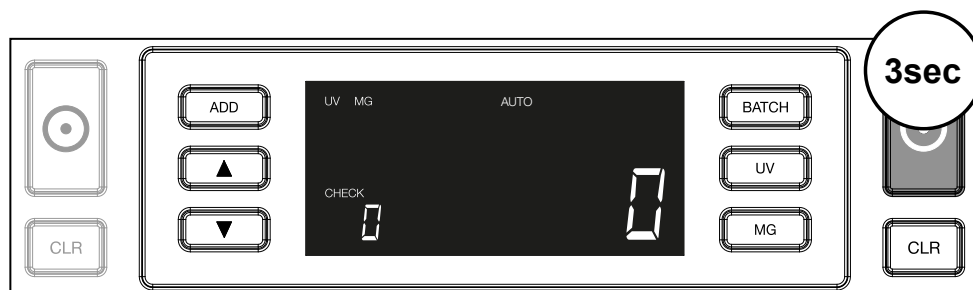 3sec
ADD
UV MG AUTO
BATCH
UV
CHECK
0 0
MG
CLR
CLR